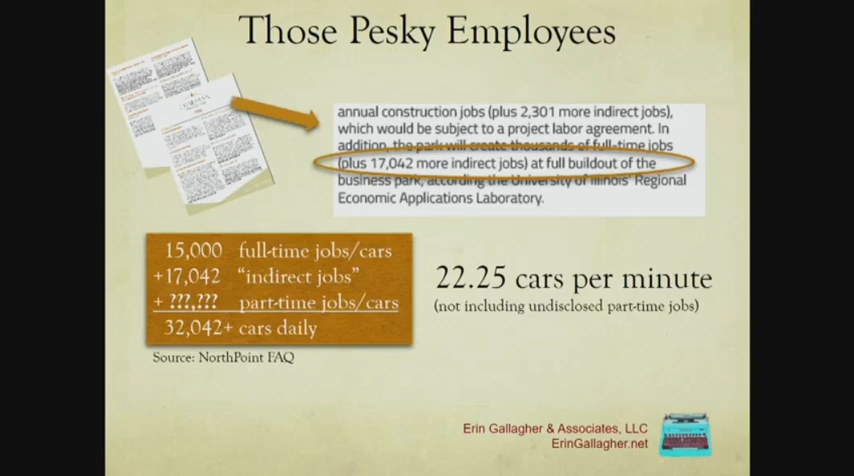 Those Pesky Employees
annual construction jobs (plus 2,301 more indirect jobs),
which would be subject to a project labor agreement. In
addition, the park will create thousands of full-time jobs
(plus 17,042 more indirect jobs) at full buildout of the
business park, according the University of Illinois' Regional
Economic Applications Laboratory.
15,000 full-time jobs/cars
+17,042 “indirect jobs”
+ ???,??? part-time jobs/cars
32,042+ cars daily
22.25 cars per minute
(not including undisclosed part-time jobs)
Source: NorthPoint FAQ
Erin Gallagher & Associates, LLC
ErinGallagher.net